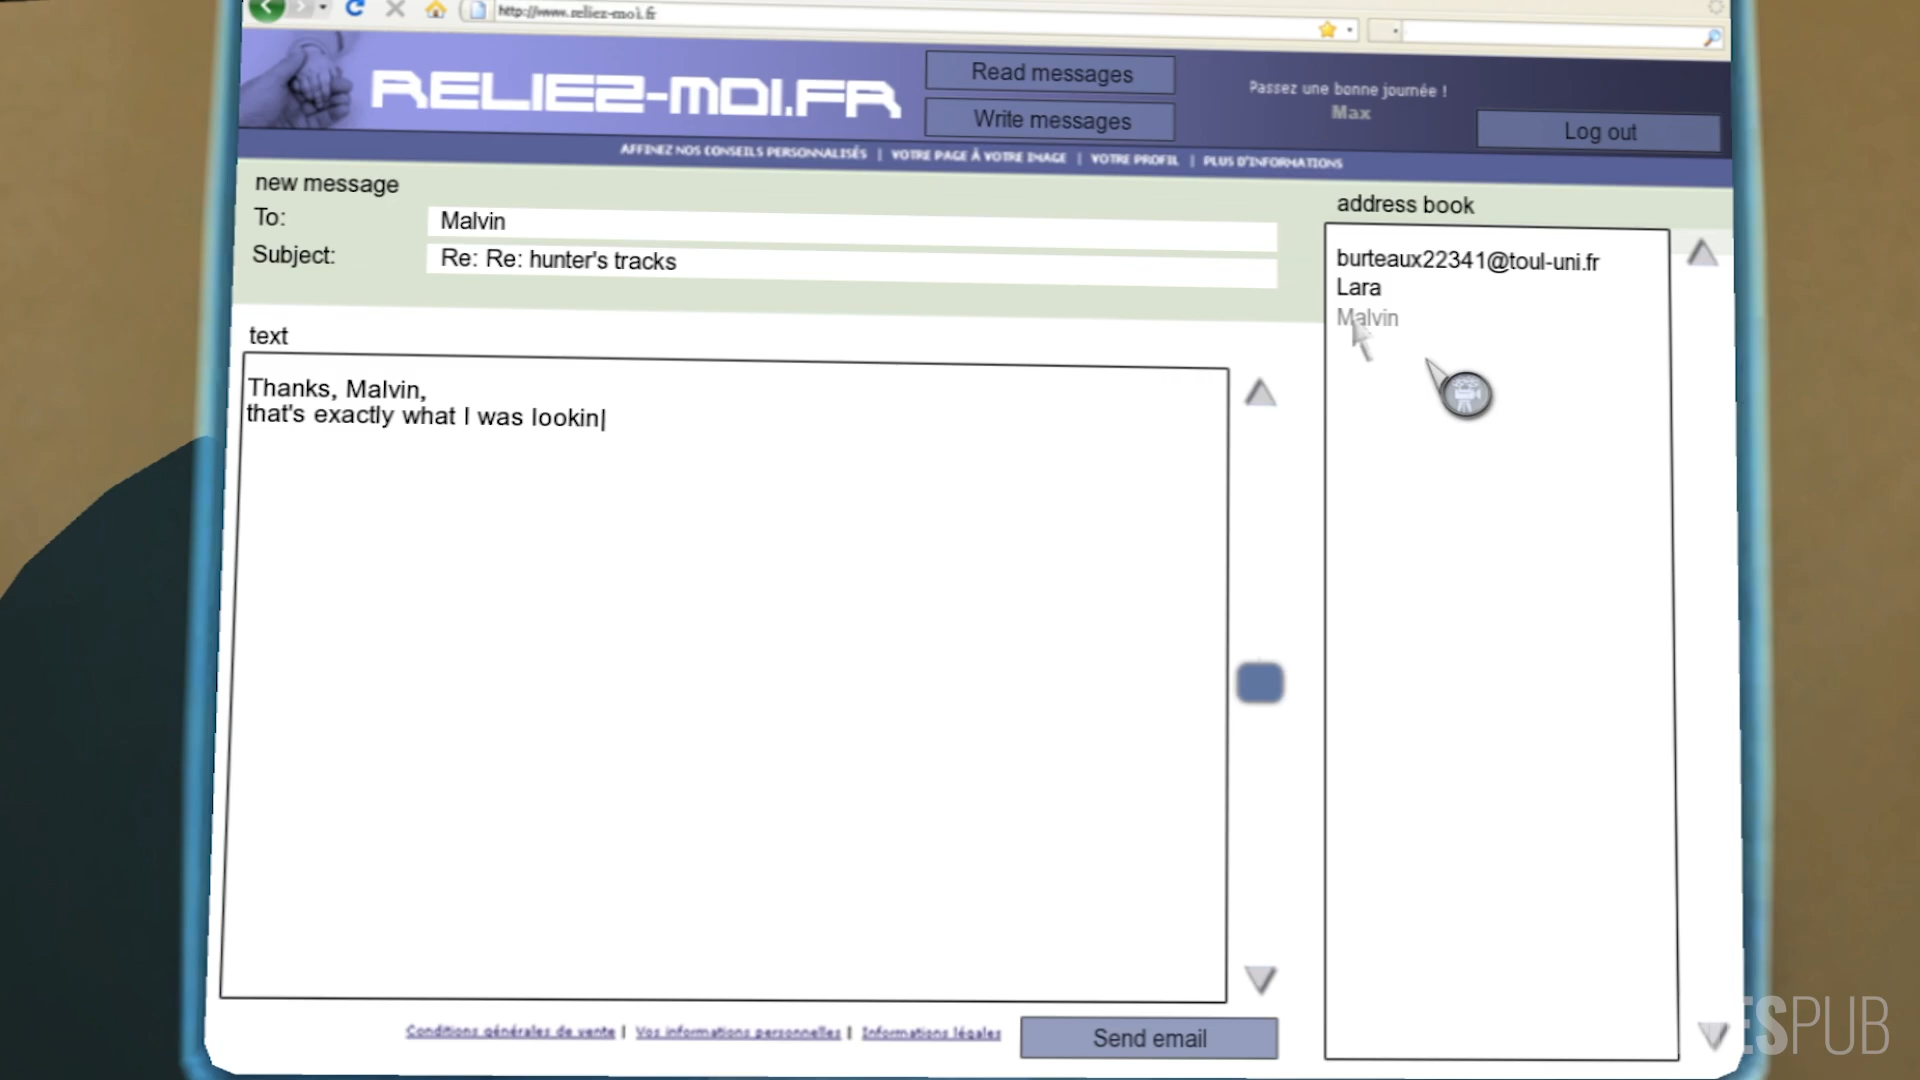 http://www.reliez-moi.fr
RELIEZ-MOI.FR
Read messages
Write messages
Passez une bonne journée !
Max
Log out
AFFINEZ NOS CONSEILS PERSONNALISÉS | VOTRE PAGE À VOTRE IMAGE | VOTRE PROFIL | PLUS D'INFORMATIONS
new message
To: Malvin
Subject: Re: Re: hunter's tracks
address book
burteaux22341@toul-uni.fr
Lara
Malvin
text
Thanks, Malvin,
that's exactly what I was lookin
Conditions générales de vente | Vos informations personnelles | Informations légales
Send email
ESPUB